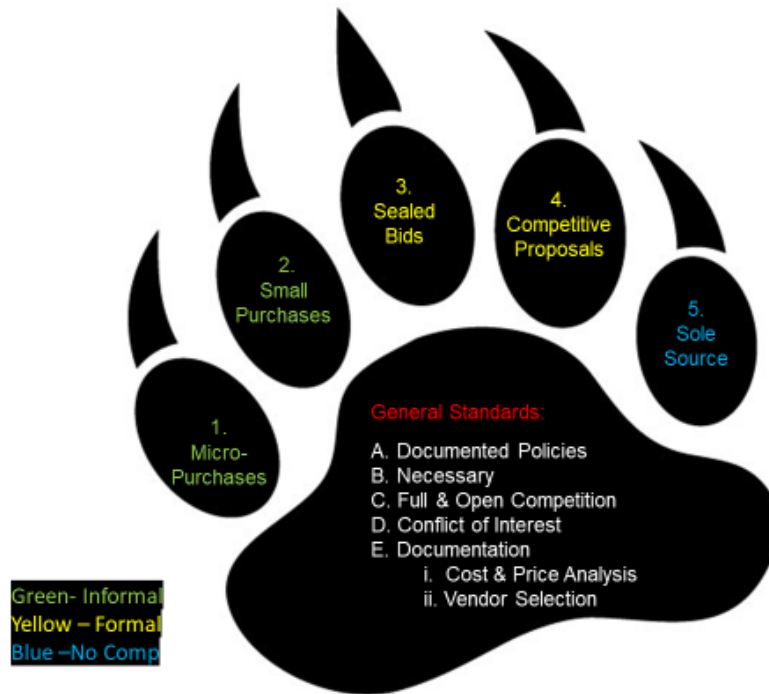 1.
Micro-
Purchases
2.
Small
Purchases
3.
Sealed
Bids
4.
Competitive
Proposals
5.
Sole
Source
General Standards:
A. Documented Policies
B. Necessary
C. Full & Open Competition
D. Conflict of Interest
E. Documentation
i. Cost & Price Analysis
ii. Vendor Selection
Green- Informal
Yellow – Formal
Blue –No Comp